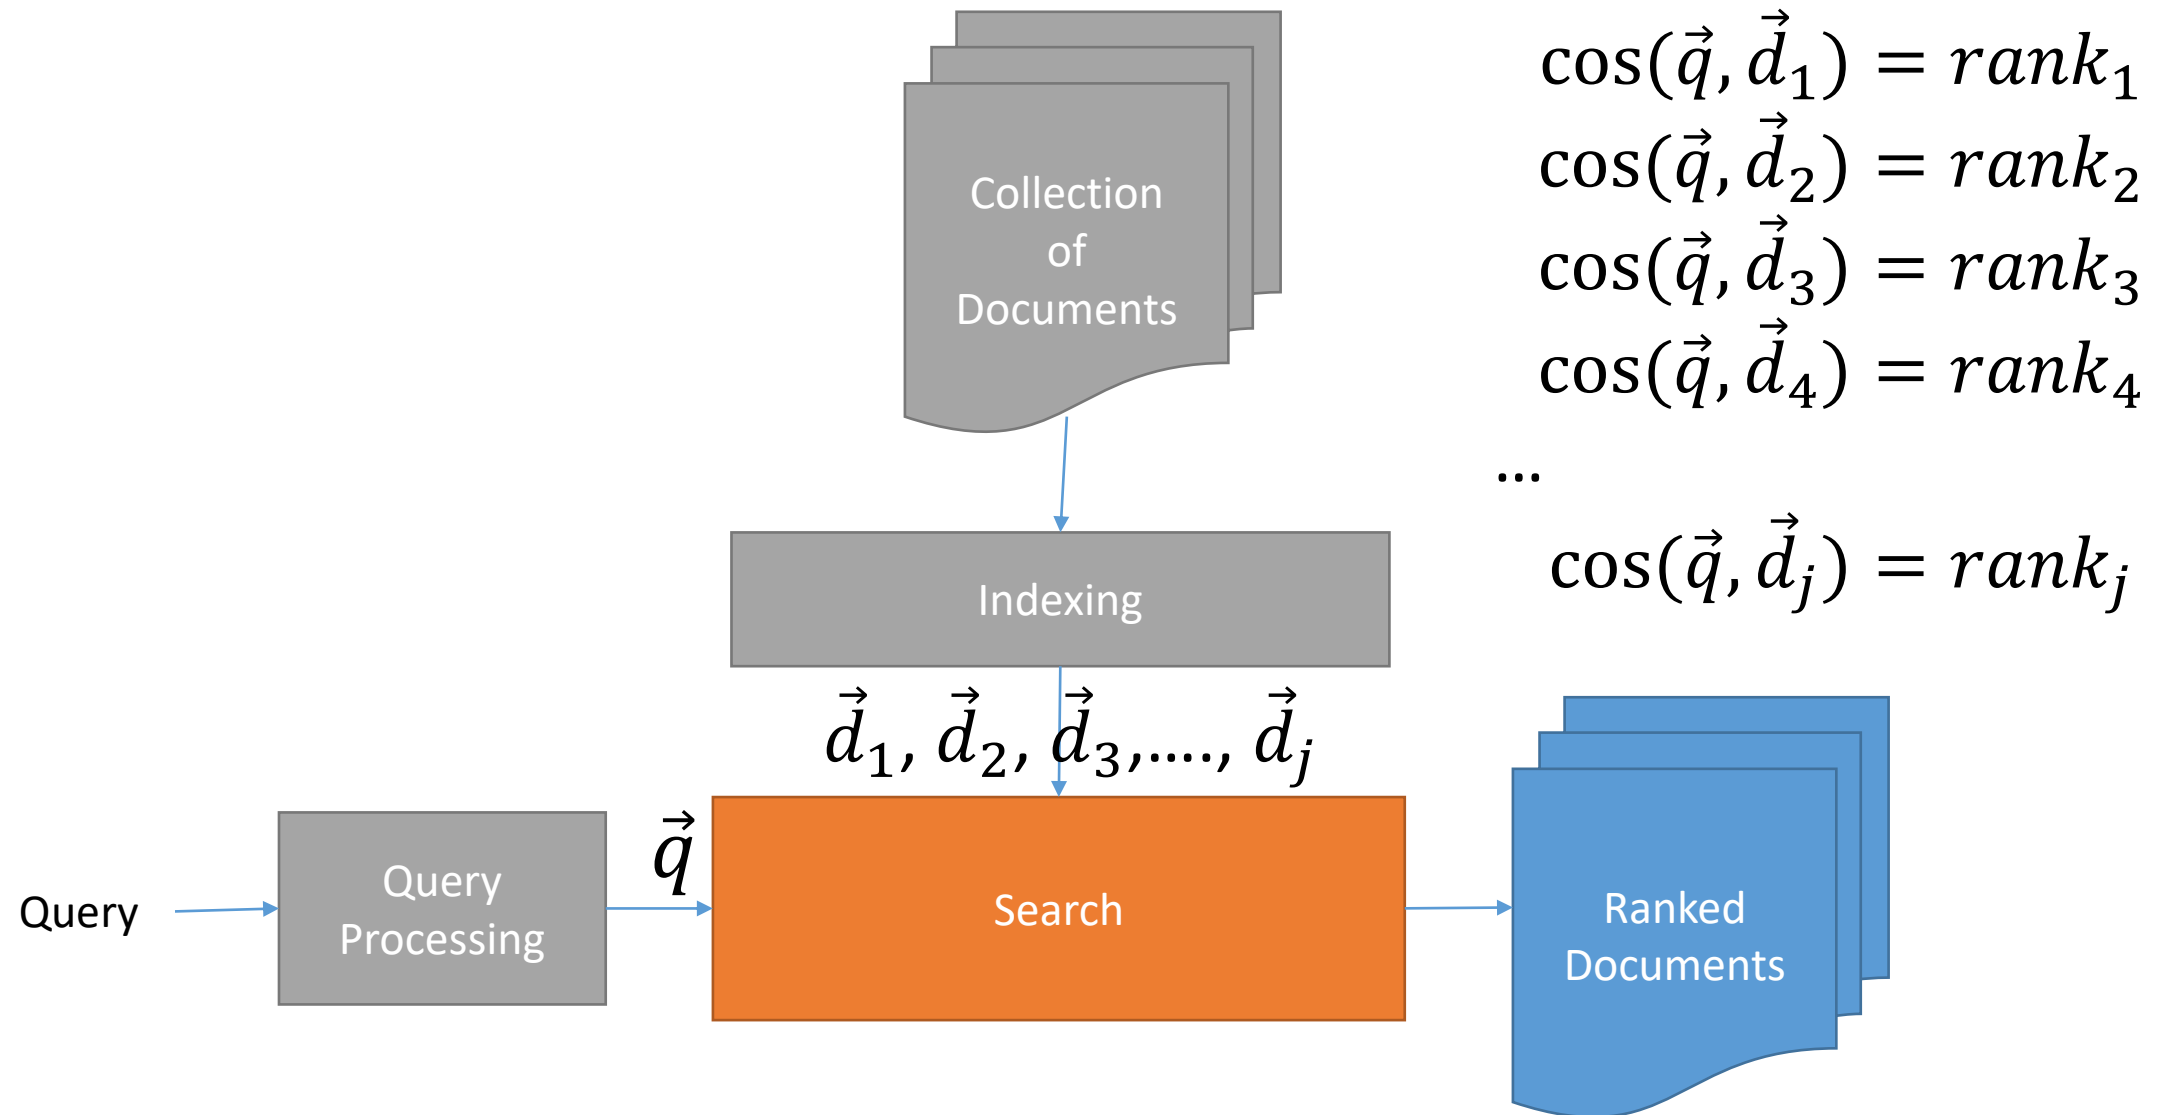 Collection
of
Documents
cos(q⃗, d⃗₁) = rank₁
cos(q⃗, d⃗₂) = rank₂
cos(q⃗, d⃗₃) = rank₃
cos(q⃗, d⃗₄) = rank₄
...
cos(q⃗, d⃗ⱼ) = rankⱼ
Indexing
d⃗₁, d⃗₂, d⃗₃,...., d⃗ⱼ
Query
Query
Processing
q⃗
Search
Ranked
Documents